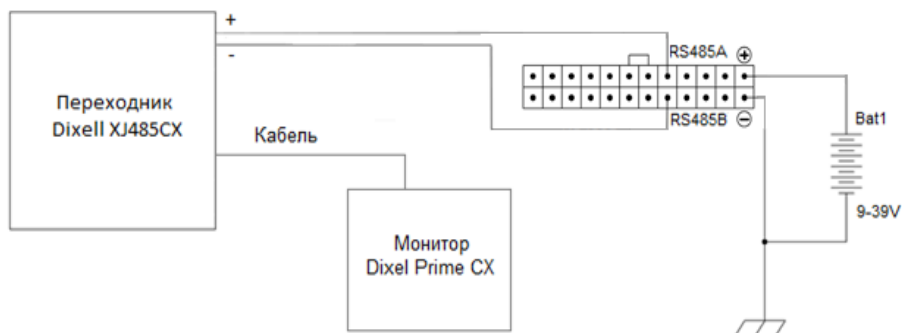 +
-
Переходник
Dixell XJ485CX
Кабель
Монитор
Dixel Prime CX
RS485A +
RS485B −
Bat1
9-39V